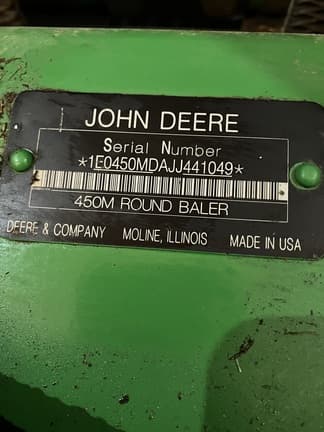 JOHN DEERE
Serial Number
*1E0450MDAJJ441049*
450M ROUND BALER
DEERE & COMPANY MOLINE, ILLINOIS MADE IN USA